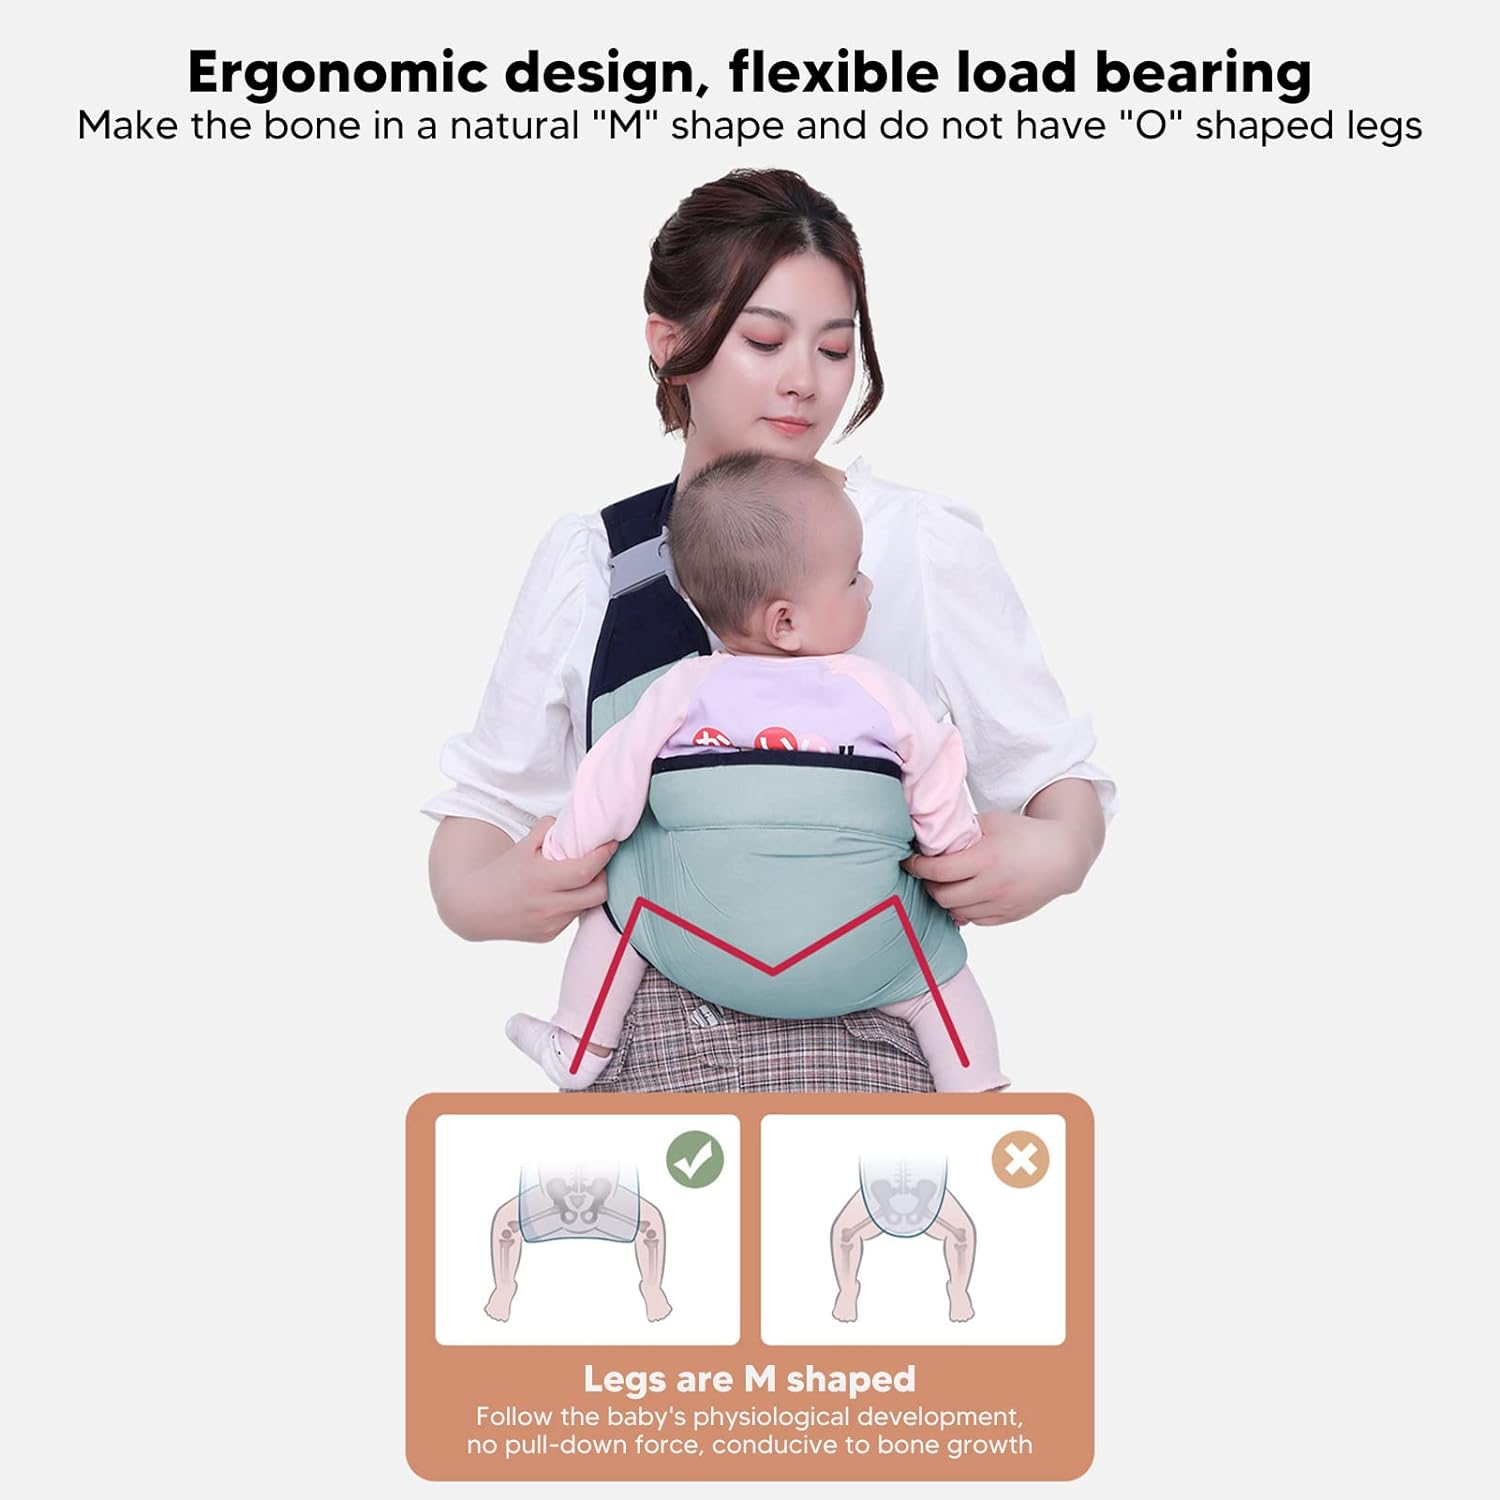 Ergonomic design, flexible load bearing
Make the bone in a natural "M" shape and do not have "O" shaped legs
Legs are M shaped
Follow the baby's physiological development,
no pull-down force, conducive to bone growth